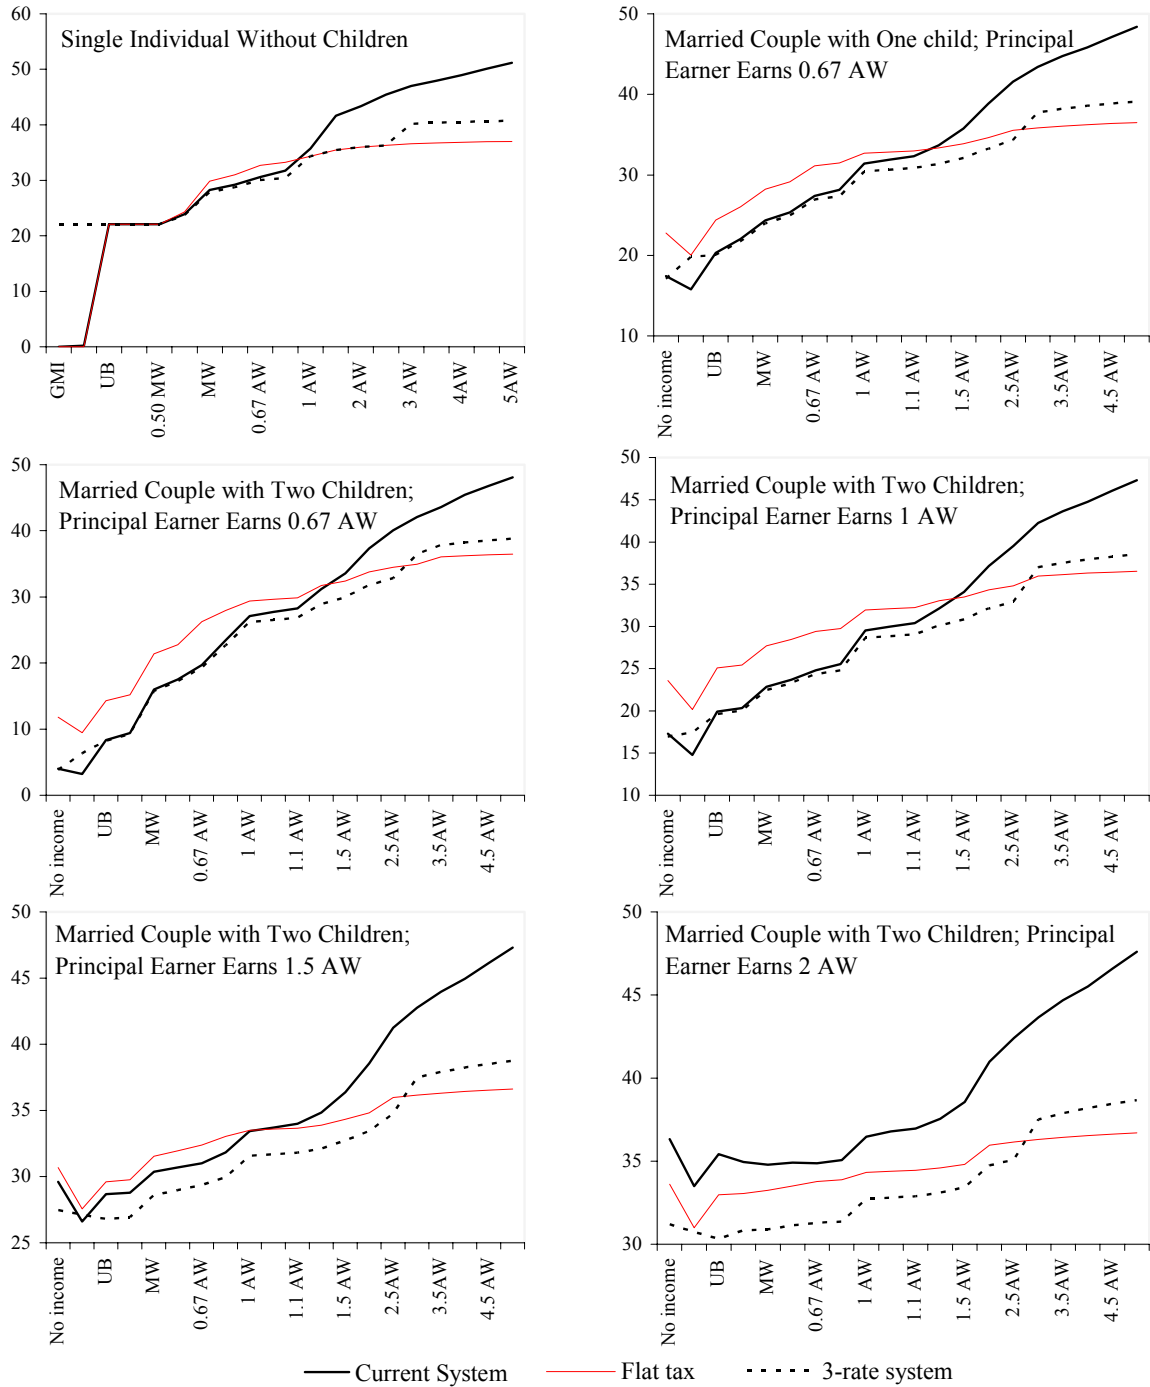 Single Individual Without Children
60
50
40
30
20
10
0
GMI
UB
0.50 MW
MW
0.67 AW
1 AW
2 AW
3 AW
4AW
5AW
Married Couple with One child; Principal
Earner Earns 0.67 AW
50
40
30
20
10
No income
UB
MW
0.67 AW
1 AW
1.1 AW
1.5 AW
2.5AW
3.5AW
4.5 AW
Married Couple with Two Children;
Principal Earner Earns 0.67 AW
50
40
30
20
10
0
No income
UB
MW
0.67 AW
1 AW
1.1 AW
1.5 AW
2.5AW
3.5AW
4.5 AW
Married Couple with Two Children;
Principal Earner Earns 1 AW
50
45
40
35
30
25
20
15
10
No income
UB
MW
0.67 AW
1 AW
1.1 AW
1.5 AW
2.5AW
3.5AW
4.5 AW
Married Couple with Two Children;
Principal Earner Earns 1.5 AW
50
45
40
35
30
25
No income
UB
MW
0.67 AW
1 AW
1.1 AW
1.5 AW
2.5AW
3.5AW
4.5 AW
Married Couple with Two Children; Principal
Earner Earns 2 AW
50
45
40
35
30
No income
UB
MW
0.67 AW
1 AW
1.1 AW
1.5 AW
2.5AW
3.5AW
4.5 AW
Current System
Flat tax
3-rate system